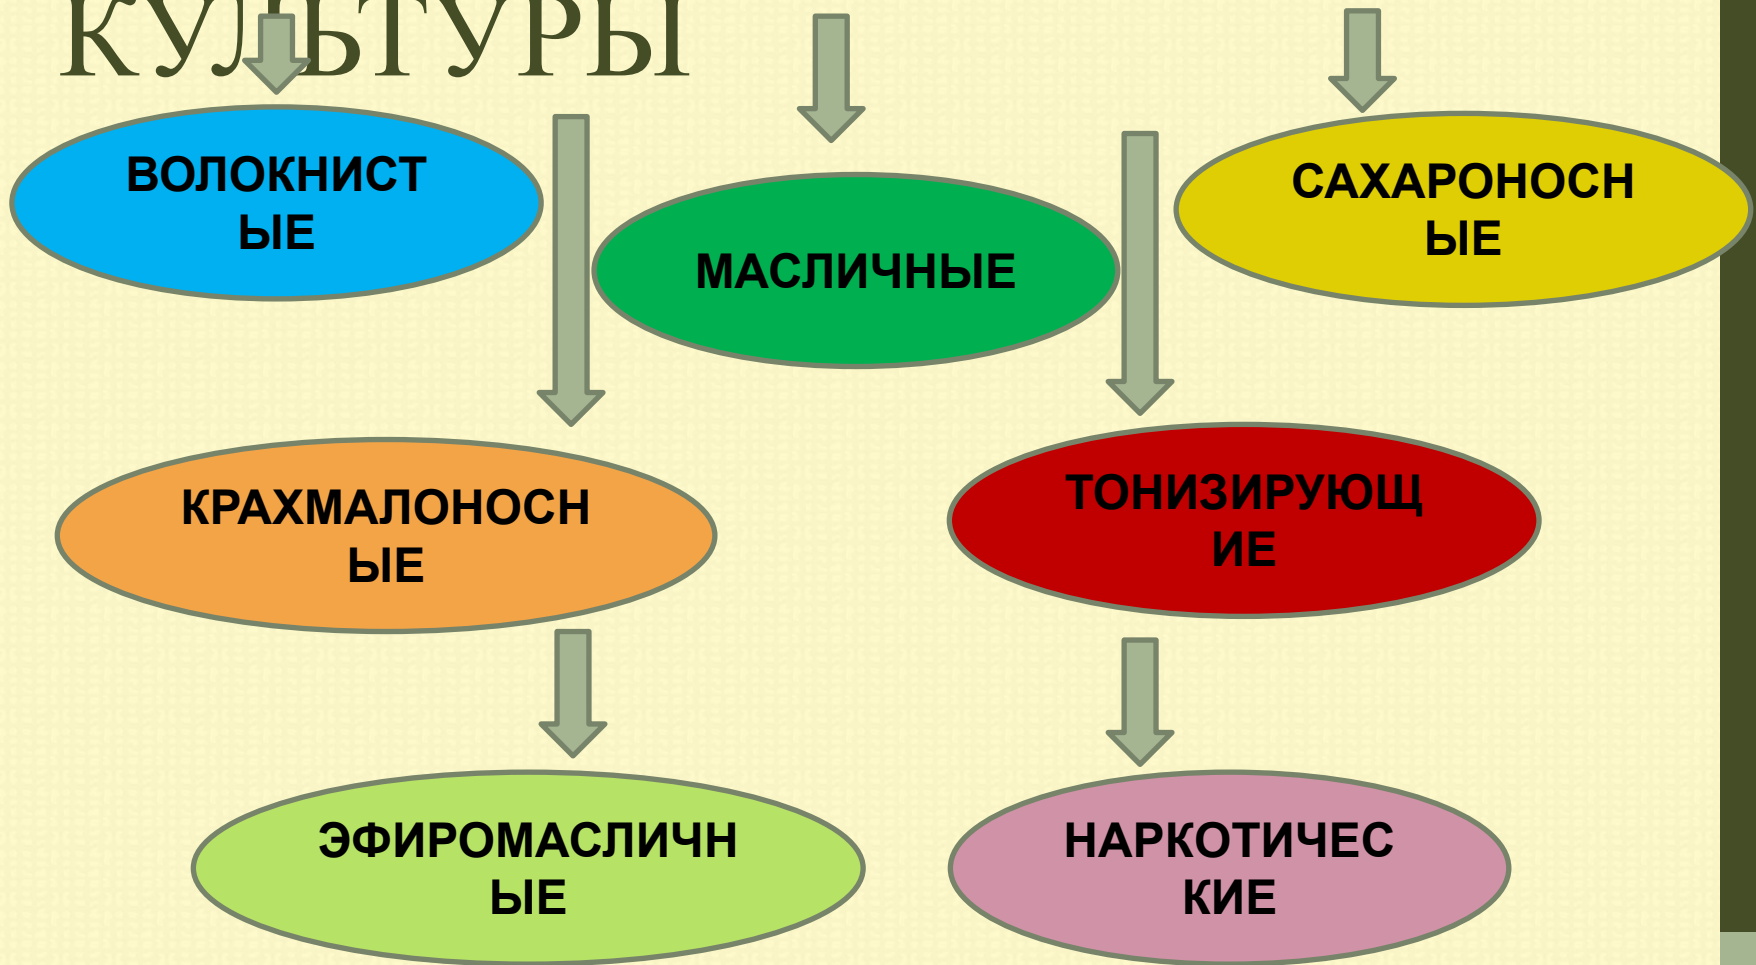 КУЛЬТУРЫ
ВОЛОКНИСТ
ЫЕ
САХАРОНОСН
ЫЕ
МАСЛИЧНЫЕ
КРАХМАЛОНОСН
ЫЕ
ТОНИЗИРУЮЩ
ИЕ
ЭФИРОМАСЛИЧН
ЫЕ
НАРКОТИЧЕС
КИЕ